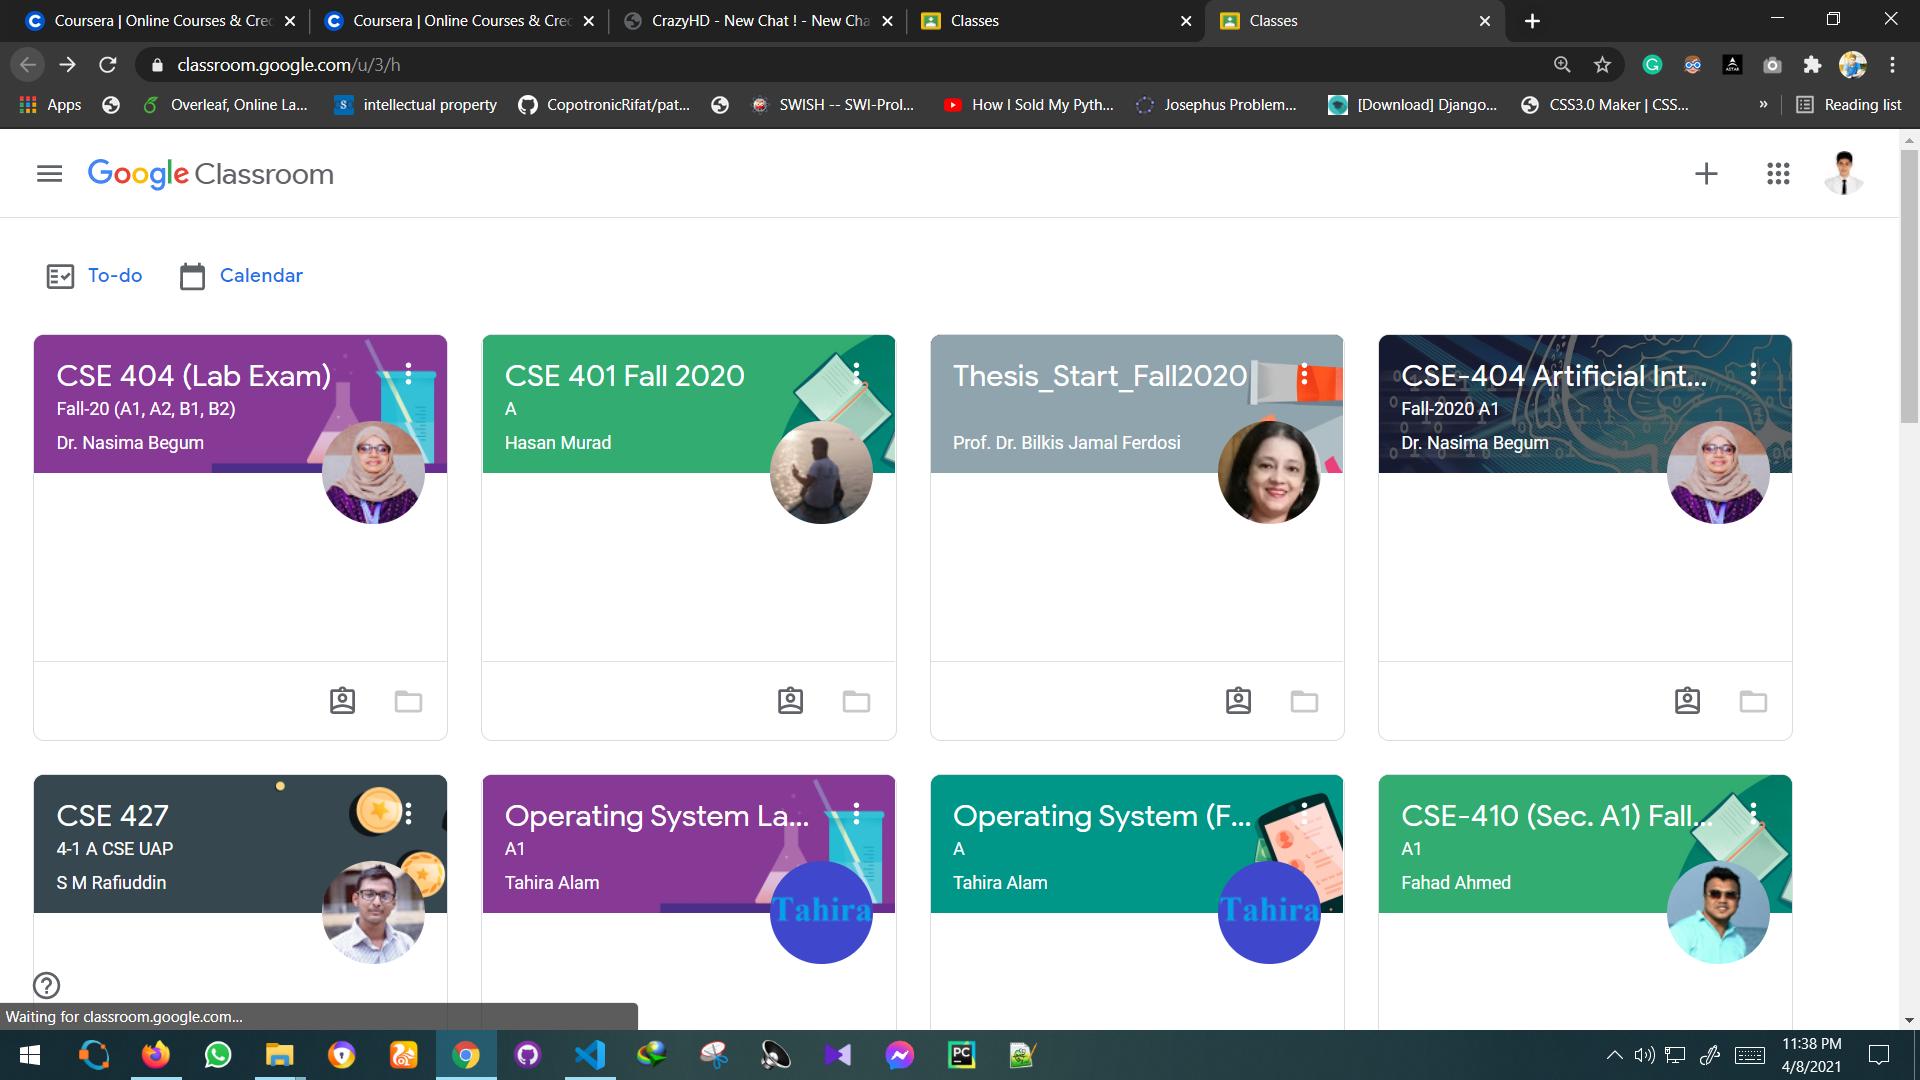 Coursera | Online Courses & Cred
Coursera | Online Courses & Cred
CrazyHD - New Chat ! - New Cha
Classes
Classes
classroom.google.com/u/3/h
Apps
Overleaf, Online La...
intellectual property
CopotronicRifat/pat...
SWISH -- SWI-Prol...
How I Sold My Pyth...
Josephus Problem...
[Download] Django...
CSS3.0 Maker | CSS...
»
Reading list
Google Classroom
To-do
Calendar
CSE 404 (Lab Exam)
Fall-20 (A1, A2, B1, B2)
Dr. Nasima Begum
CSE 401 Fall 2020
A
Hasan Murad
Thesis_Start_Fall2020
Prof. Dr. Bilkis Jamal Ferdosi
CSE-404 Artificial Int...
Fall-2020 A1
Dr. Nasima Begum
CSE 427
4-1 A CSE UAP
S M Rafiuddin
Operating System La...
A1
Tahira Alam
Tahira
Operating System (F...
A
Tahira Alam
Tahira
CSE-410 (Sec. A1) Fall...
A1
Fahad Ahmed
Waiting for classroom.google.com...
11:38 PM
4/8/2021